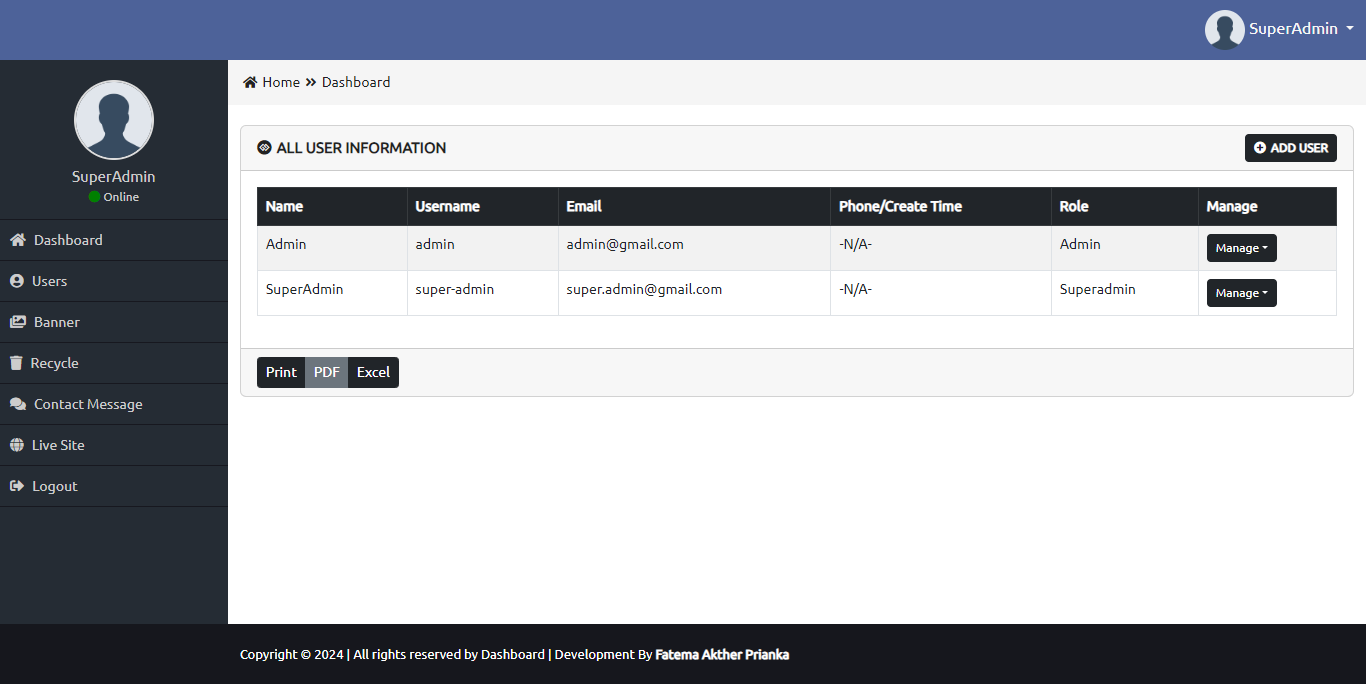 SuperAdmin
SuperAdmin
Online
Dashboard
Users
Banner
Recycle
Contact Message
Live Site
Logout
Home » Dashboard
ALL USER INFORMATION
ADD USER
Name Username Email Phone/Create Time Role Manage
Admin admin admin@gmail.com -N/A- Admin Manage
SuperAdmin super-admin super.admin@gmail.com -N/A- Superadmin Manage
Print PDF Excel
Copyright © 2024 | All rights reserved by Dashboard | Development By Fatema Akther Prianka